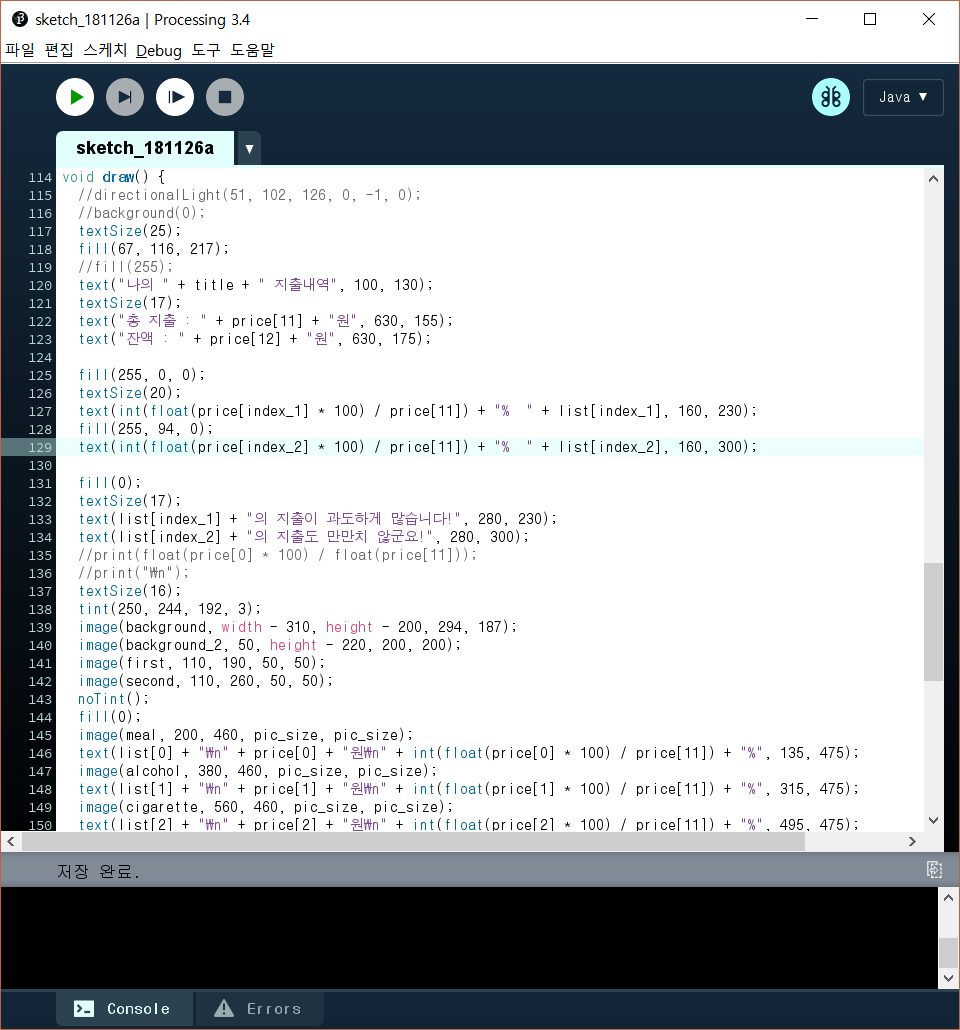 sketch_181126a | Processing 3.4
파일 편집 스케치 Debug 도구 도움말
Java ▼
sketch_181126a ▼
114 void draw() {
115 //directionalLight(51, 102, 126, 0, -1, 0);
116 //background(0);
117 textSize(25);
118 fill(67, 116, 217);
119 //fill(255);
120 text("나의 " + title + " 지출내역", 100, 130);
121 textSize(17);
122 text("총 지출 : " + price[11] + "원", 630, 155);
123 text("잔액 : " + price[12] + "원", 630, 175);
124
125 fill(255, 0, 0);
126 textSize(20);
127 text(int(float(price[index_1] * 100) / price[11]) + "%  " + list[index_1], 160, 230);
128 fill(255, 94, 0);
129 text(int(float(price[index_2] * 100) / price[11]) + "%  " + list[index_2], 160, 300);
130
131 fill(0);
132 textSize(17);
133 text(list[index_1] + "의 지출이 과도하게 많습니다!", 280, 230);
134 text(list[index_2] + "의 지출도 만만치 않군요!", 280, 300);
135 //print(float(price[0] * 100) / float(price[11]));
136 //print("₩n");
137 textSize(16);
138 tint(250, 244, 192, 3);
139 image(background, width - 310, height - 200, 294, 187);
140 image(background_2, 50, height - 220, 200, 200);
141 image(first, 110, 190, 50, 50);
142 image(second, 110, 260, 50, 50);
143 noTint();
144 fill(0);
145 image(meal, 200, 460, pic_size, pic_size);
146 text(list[0] + "₩n" + price[0] + "원₩n" + int(float(price[0] * 100) / price[11]) + "%", 135, 475);
147 image(alcohol, 380, 460, pic_size, pic_size);
148 text(list[1] + "₩n" + price[1] + "원₩n" + int(float(price[1] * 100) / price[11]) + "%", 315, 475);
149 image(cigarette, 560, 460, pic_size, pic_size);
150 text(list[2] + "₩n" + price[2] + "원₩n" + int(float(price[2] * 100) / price[11]) + "%", 495, 475);
저장 완료.
Console Errors